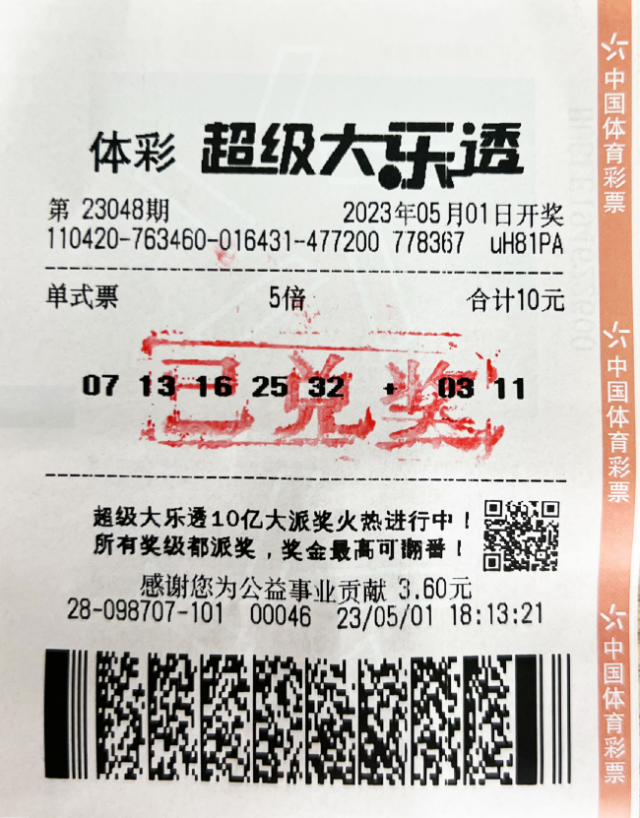 体彩 超级大乐透
第 23048期 2023年05月01日开奖
110420-763460-016431-477200 778367 uH81PA
单式票 5倍 合计10元
07 13 16 25 32 + 03 11
已兑奖
超级大乐透10亿大派奖火热进行中！
所有奖级都派奖，奖金最高可翻番！
感谢您为公益事业贡献 3.60元
28-098707-101 00046 23/05/01 18:13:21
中国体育彩票
中国体育彩票
中国体育彩票